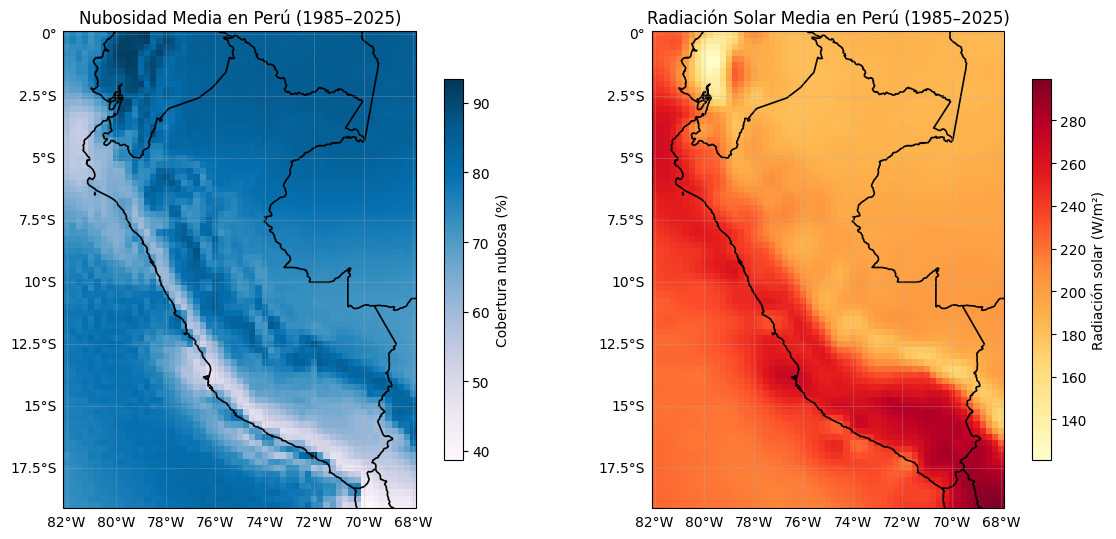 Nubosidad Media en Perú (1985–2025)
0°
2.5°S
5°S
7.5°S
10°S
12.5°S
15°S
17.5°S
82°W 80°W 78°W 76°W 74°W 72°W 70°W 68°W
90
80
70
60
50
40
Cobertura nubosa (%)
Radiación Solar Media en Perú (1985–2025)
0°
2.5°S
5°S
7.5°S
10°S
12.5°S
15°S
17.5°S
82°W 80°W 78°W 76°W 74°W 72°W 70°W 68°W
280
260
240
220
200
180
160
140
Radiación solar (W/m²)